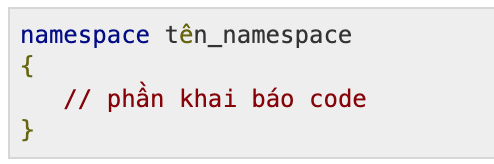 namespace tên_namespace
{
   // phần khai báo code
}